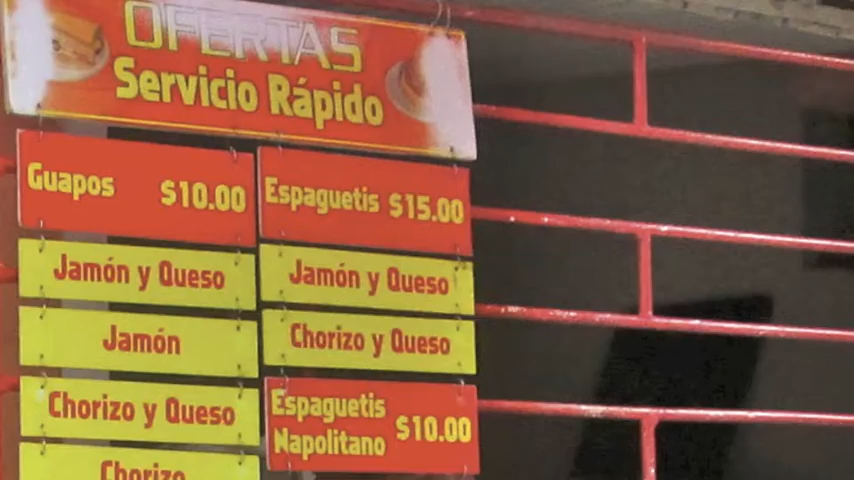 OFERTAS
Servicio Rápido
Guapos $10.00
Jamón y Queso
Jamón
Chorizo y Queso
Chorizo
Espaguetis $15.00
Jamón y Queso
Chorizo y Queso
Espaguetis
Napolitano $10.00